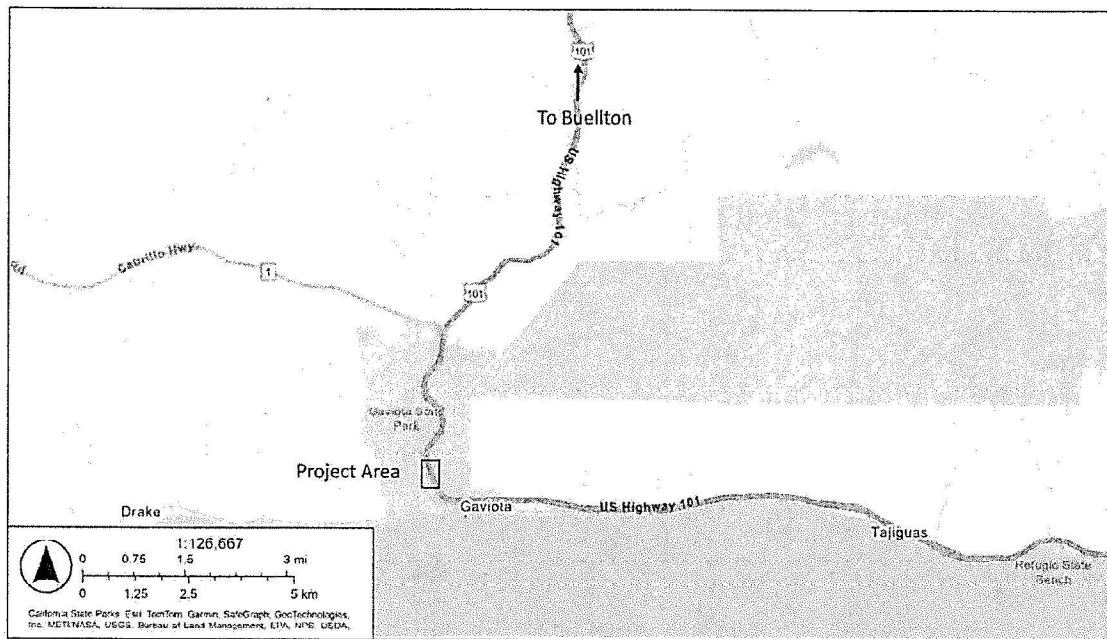 101
To Buellton
US Highway 101
Cabrillo Hwy
Rd
1
101
Gaviota State
Park
Project Area
Gaviota
US Highway 101
Drake
Tajiguas
Refugio State
Beach
1:126,667
0 0.75 1.5 3 mi
0 1.25 2.5 5 km
California State Parks, Esri, TomTom, Garmin, SafeGraph, GeoTechnologies,
Inc, METI/NASA, USGS, Bureau of Land Management, EPA, NPS, USDA,